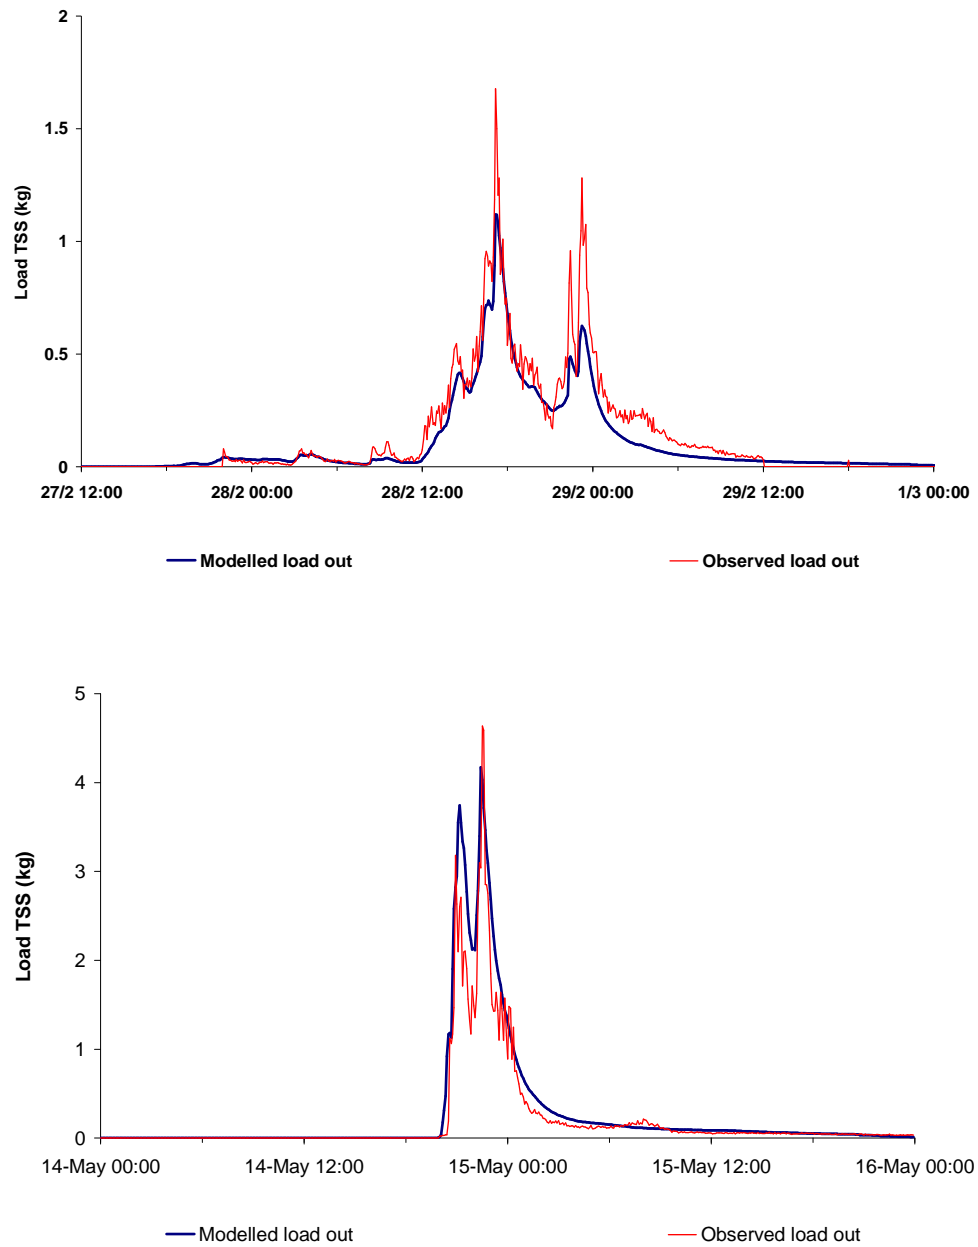 2
1.5
Load TSS (kg)
1
0.5
0
27/2 12:00 28/2 00:00 28/2 12:00 29/2 00:00 29/2 12:00 1/3 00:00
Modelled load out Observed load out
5
4
3
Load TSS (kg)
2
1
0
14-May 00:00 14-May 12:00 15-May 00:00 15-May 12:00 16-May 00:00
Modelled load out Observed load out